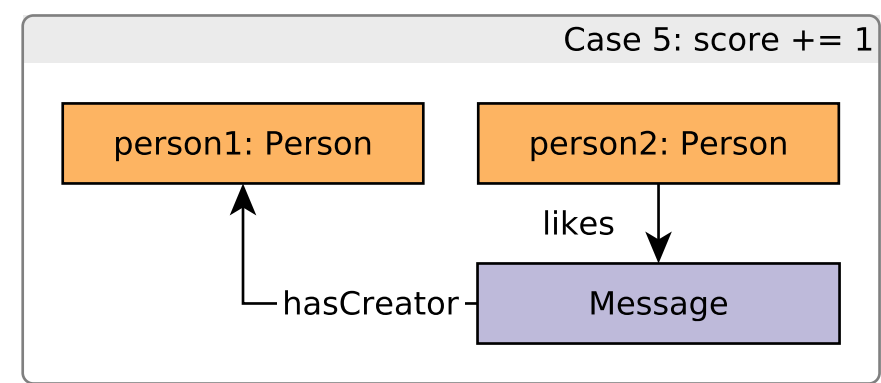 Case 5: score += 1
person1: Person
person2: Person
likes
hasCreator
Message